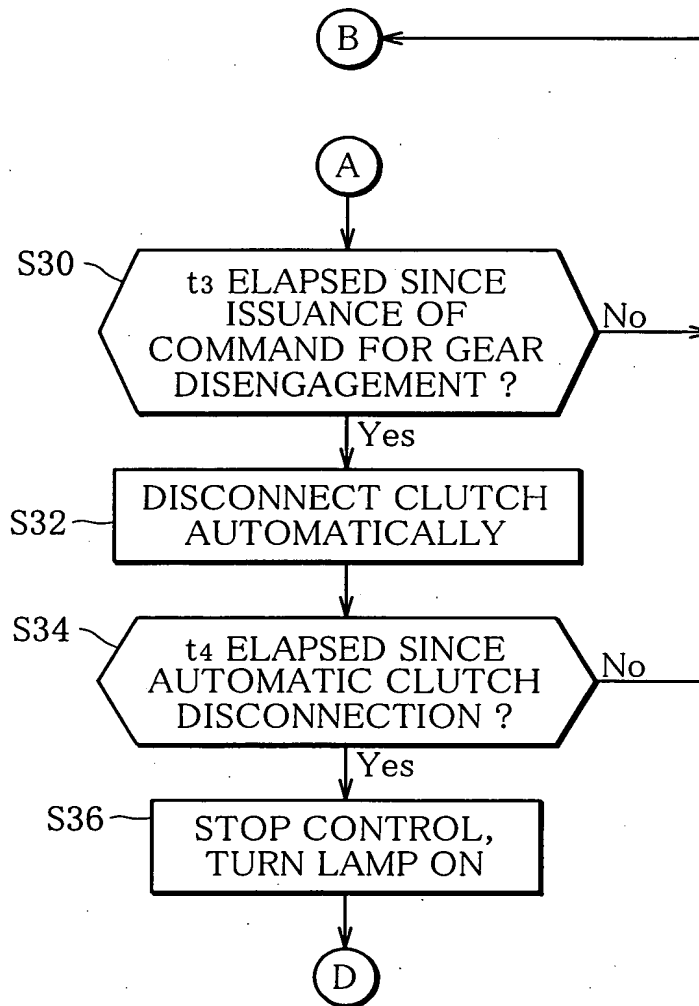 B
A
S30
t3 ELAPSED SINCE
ISSUANCE OF
COMMAND FOR GEAR
DISENGAGEMENT ?
No
Yes
S32
DISCONNECT CLUTCH
AUTOMATICALLY
S34
t4 ELAPSED SINCE
AUTOMATIC CLUTCH
DISCONNECTION ?
No
Yes
S36
STOP CONTROL,
TURN LAMP ON
D